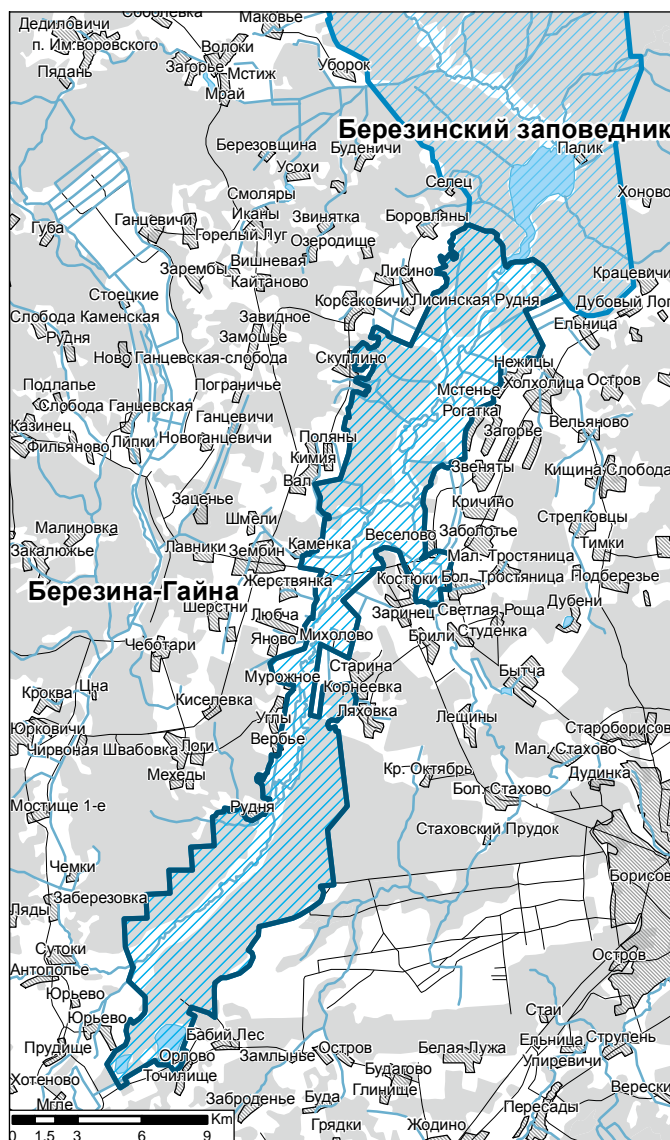 Дедиловичи
Маковье
п. Им.воровского
Волоки
Загорье
Мстиж
Уборок
Пядань
Мрай
Березинский заповедник
Березовщина
Буденичи
Палик
Усохи
Селец
Смоляры
Хоново
Ганцевичи
Иканы
Звинятка
Боровляны
Губа
Горелый Луг
Озеродище
Вишневая
Зарембы
Лисино
Крацевичи
Кайтаново
Стоецкие
Корсаковичи
Лисинская Рудня
Дубовый Лог
Слобода Каменская
Завидное
Ельница
Рудня
Замошье
Ново Ганцевская-слобода
Скуплино
Нежицы
Подлапье
Пограничье
Мстенье
Холхолица
Остров
Слобода Ганцевская
Рогатка
Казинец
Ганцевичи
Вельяново
Фильяново
Липки
Новоганцевичи
Поляны
Загорье
Кимия
Звеняты
Кищина Слобода
Вал
Заценье
Кричино
Шмели
Стрелковцы
Малиновка
Веселово
Заболотье
Закалюжье
Лавники
Зембин
Каменка
Тимки
Мал. Тростяница
Жерствянка
Костюки
Бол. Тростяница
Подберезье
Березина-Гайна
Шерстни
Любча
Заринец
Светлая Роща
Дубени
Чеботари
Яново
Михолово
Брили
Студенка
Старина
Бытча
Мурожное
Корнеевка
Цна
Кроква
Киселевка
Углы
Ляховка
Лещины
Юрковичи
Вербье
Староборисов
Чирвоная Швабовка
Логи
Мал. Стахово
Мехеды
Кр. Октябрь
Дудинка
Бол. Стахово
Мостище 1-е
Рудня
Стаховский Прудок
Чемки
Борисов
Заберезовка
Ляды
Сутоки
Остров
Антополье
Юрьево
Стаи
Юрьево
Бабий Лес
Ельница
Струпень
Прудище
Орлово
Замлынье
Остров
Белая Лужа
Упиревичи
Хотеново
Точилище
Будагово
Верески
Мгле
Заброденье
Буда
Глинище
Пересады
Грядки
Жодино
Km
0 1.5 3 6 9